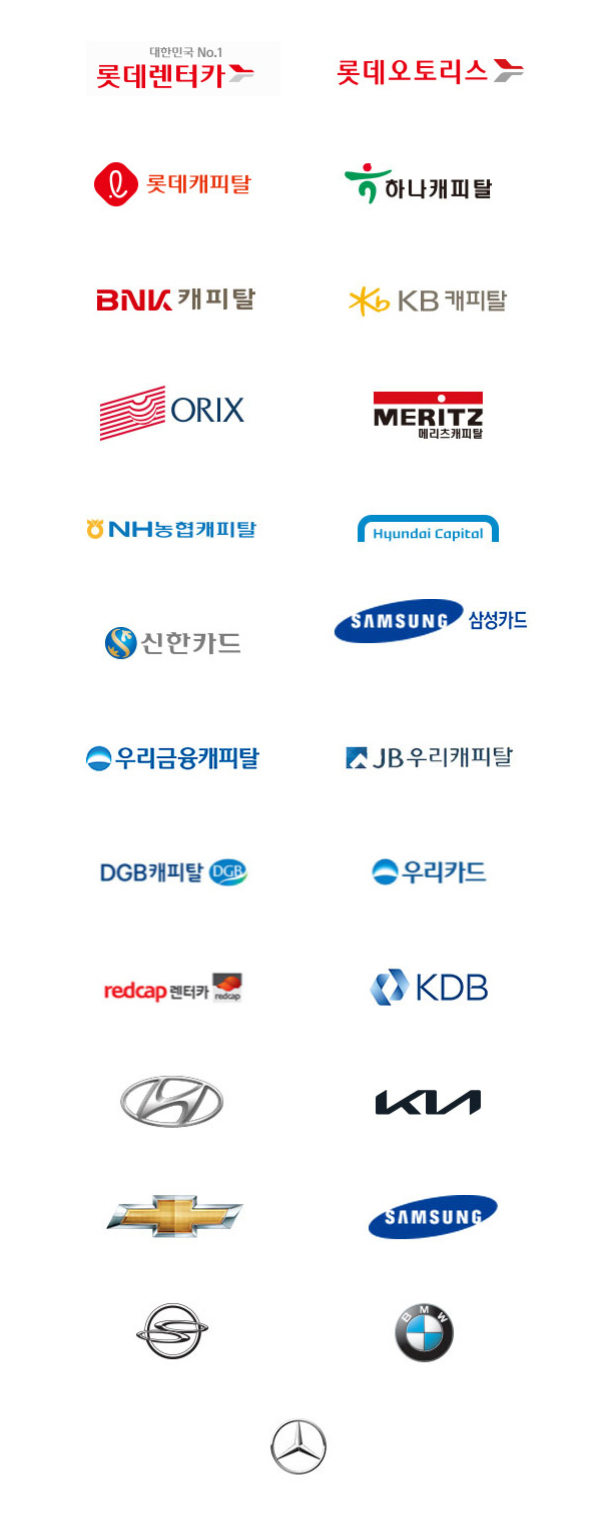 대한민국 No.1
롯데렌터카
롯데오토리스
롯데캐피탈
하나캐피탈
BNK 캐피탈
KB 캐피탈
ORIX
MERITZ
메리츠캐피탈
NH농협캐피탈
Hyundai Capital
신한카드
SAMSUNG 삼성카드
우리금융캐피탈
JB우리캐피탈
DGB캐피탈 DGB
우리카드
redcap 렌터카 redcap
KDB
KIA
SAMSUNG
BMW